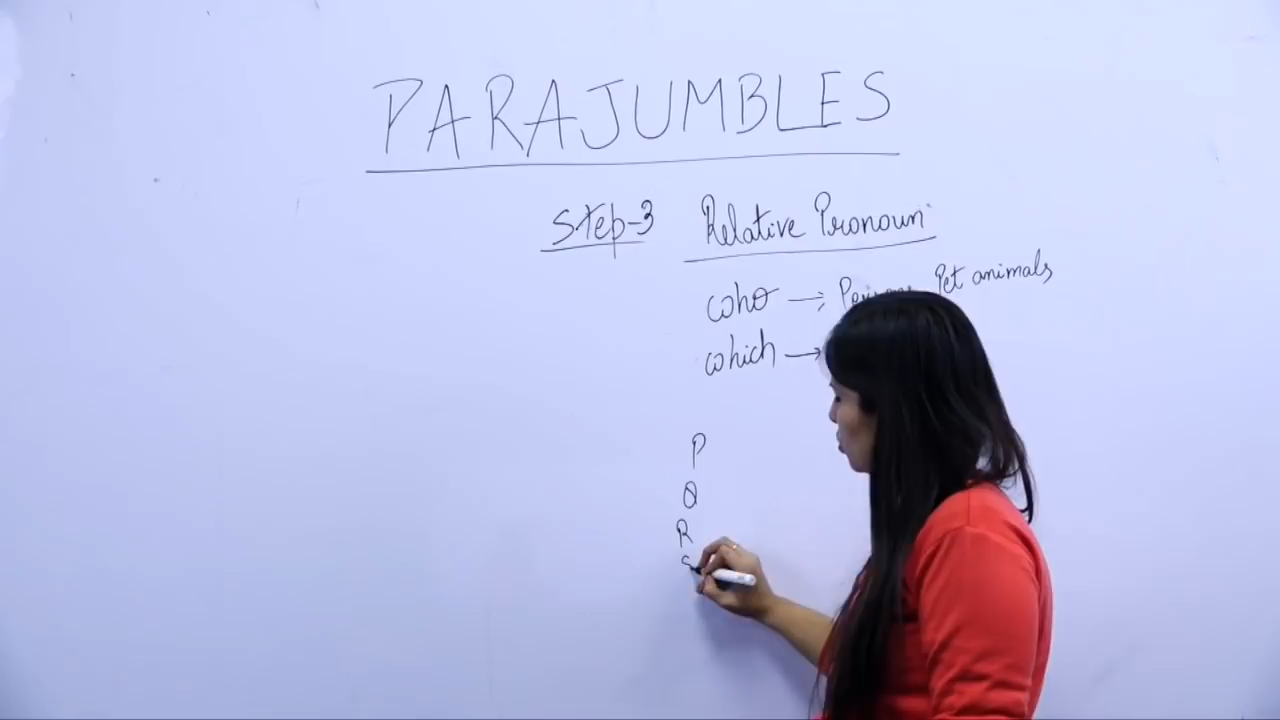 PARAJUMBLES
Step-3 Relative Pronoun
who → Pet animals
which →
P
Q
R
S